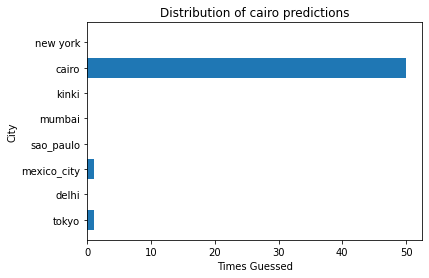 Distribution of cairo predictions
new york
cairo
kinki
mumbai
sao_paulo
mexico_city
delhi
tokyo
City
0 10 20 30 40 50
Times Guessed